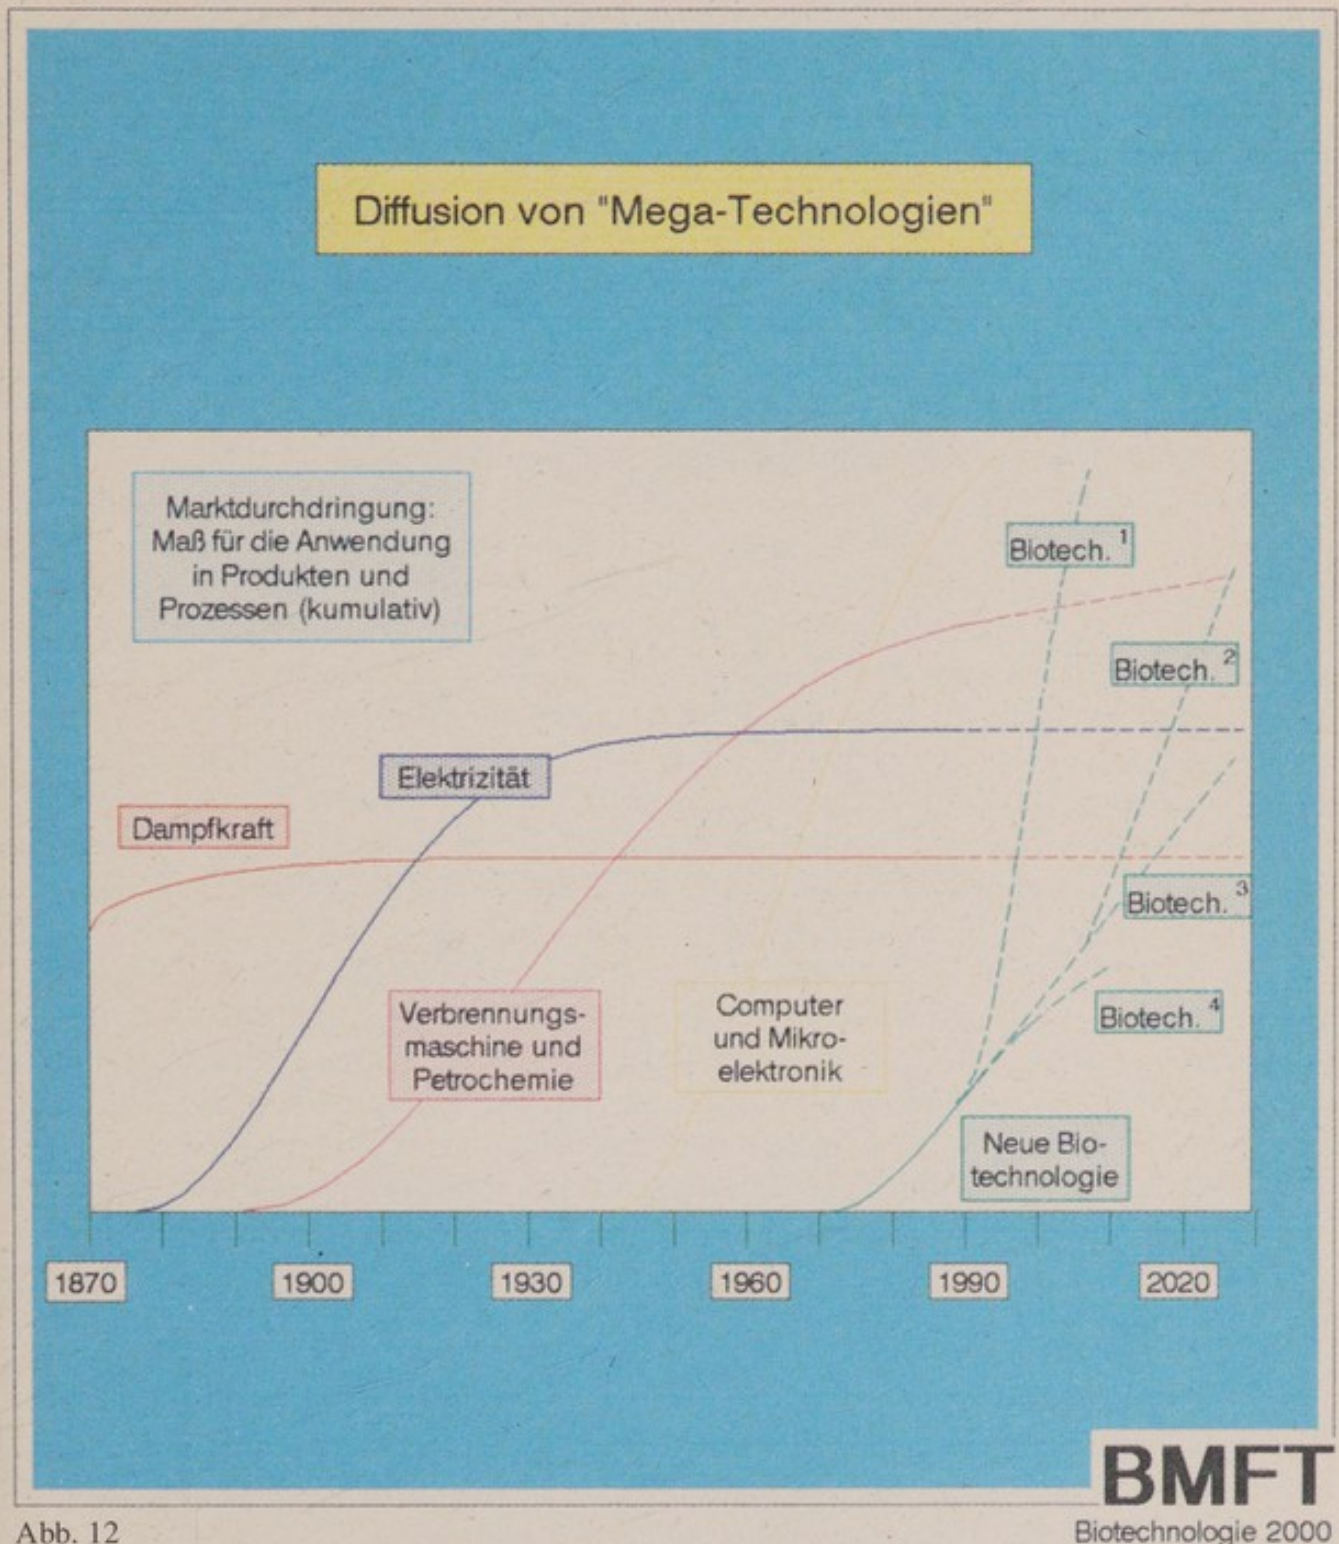 Diffusion von "Mega-Technologien"
Marktdurchdringung:
Maß für die Anwendung
in Produkten und
Prozessen (kumulativ)
Biotech. 1
Biotech. 2
Elektrizität
Dampfkraft
Biotech. 3
Verbrennungs-
maschine und
Petrochemie
Computer
und Mikro-
elektronik
Biotech. 4
Neue Bio-
technologie
1870
1900
1930
1960
1990
2020
BMFT
Biotechnologie 2000
Abb. 12